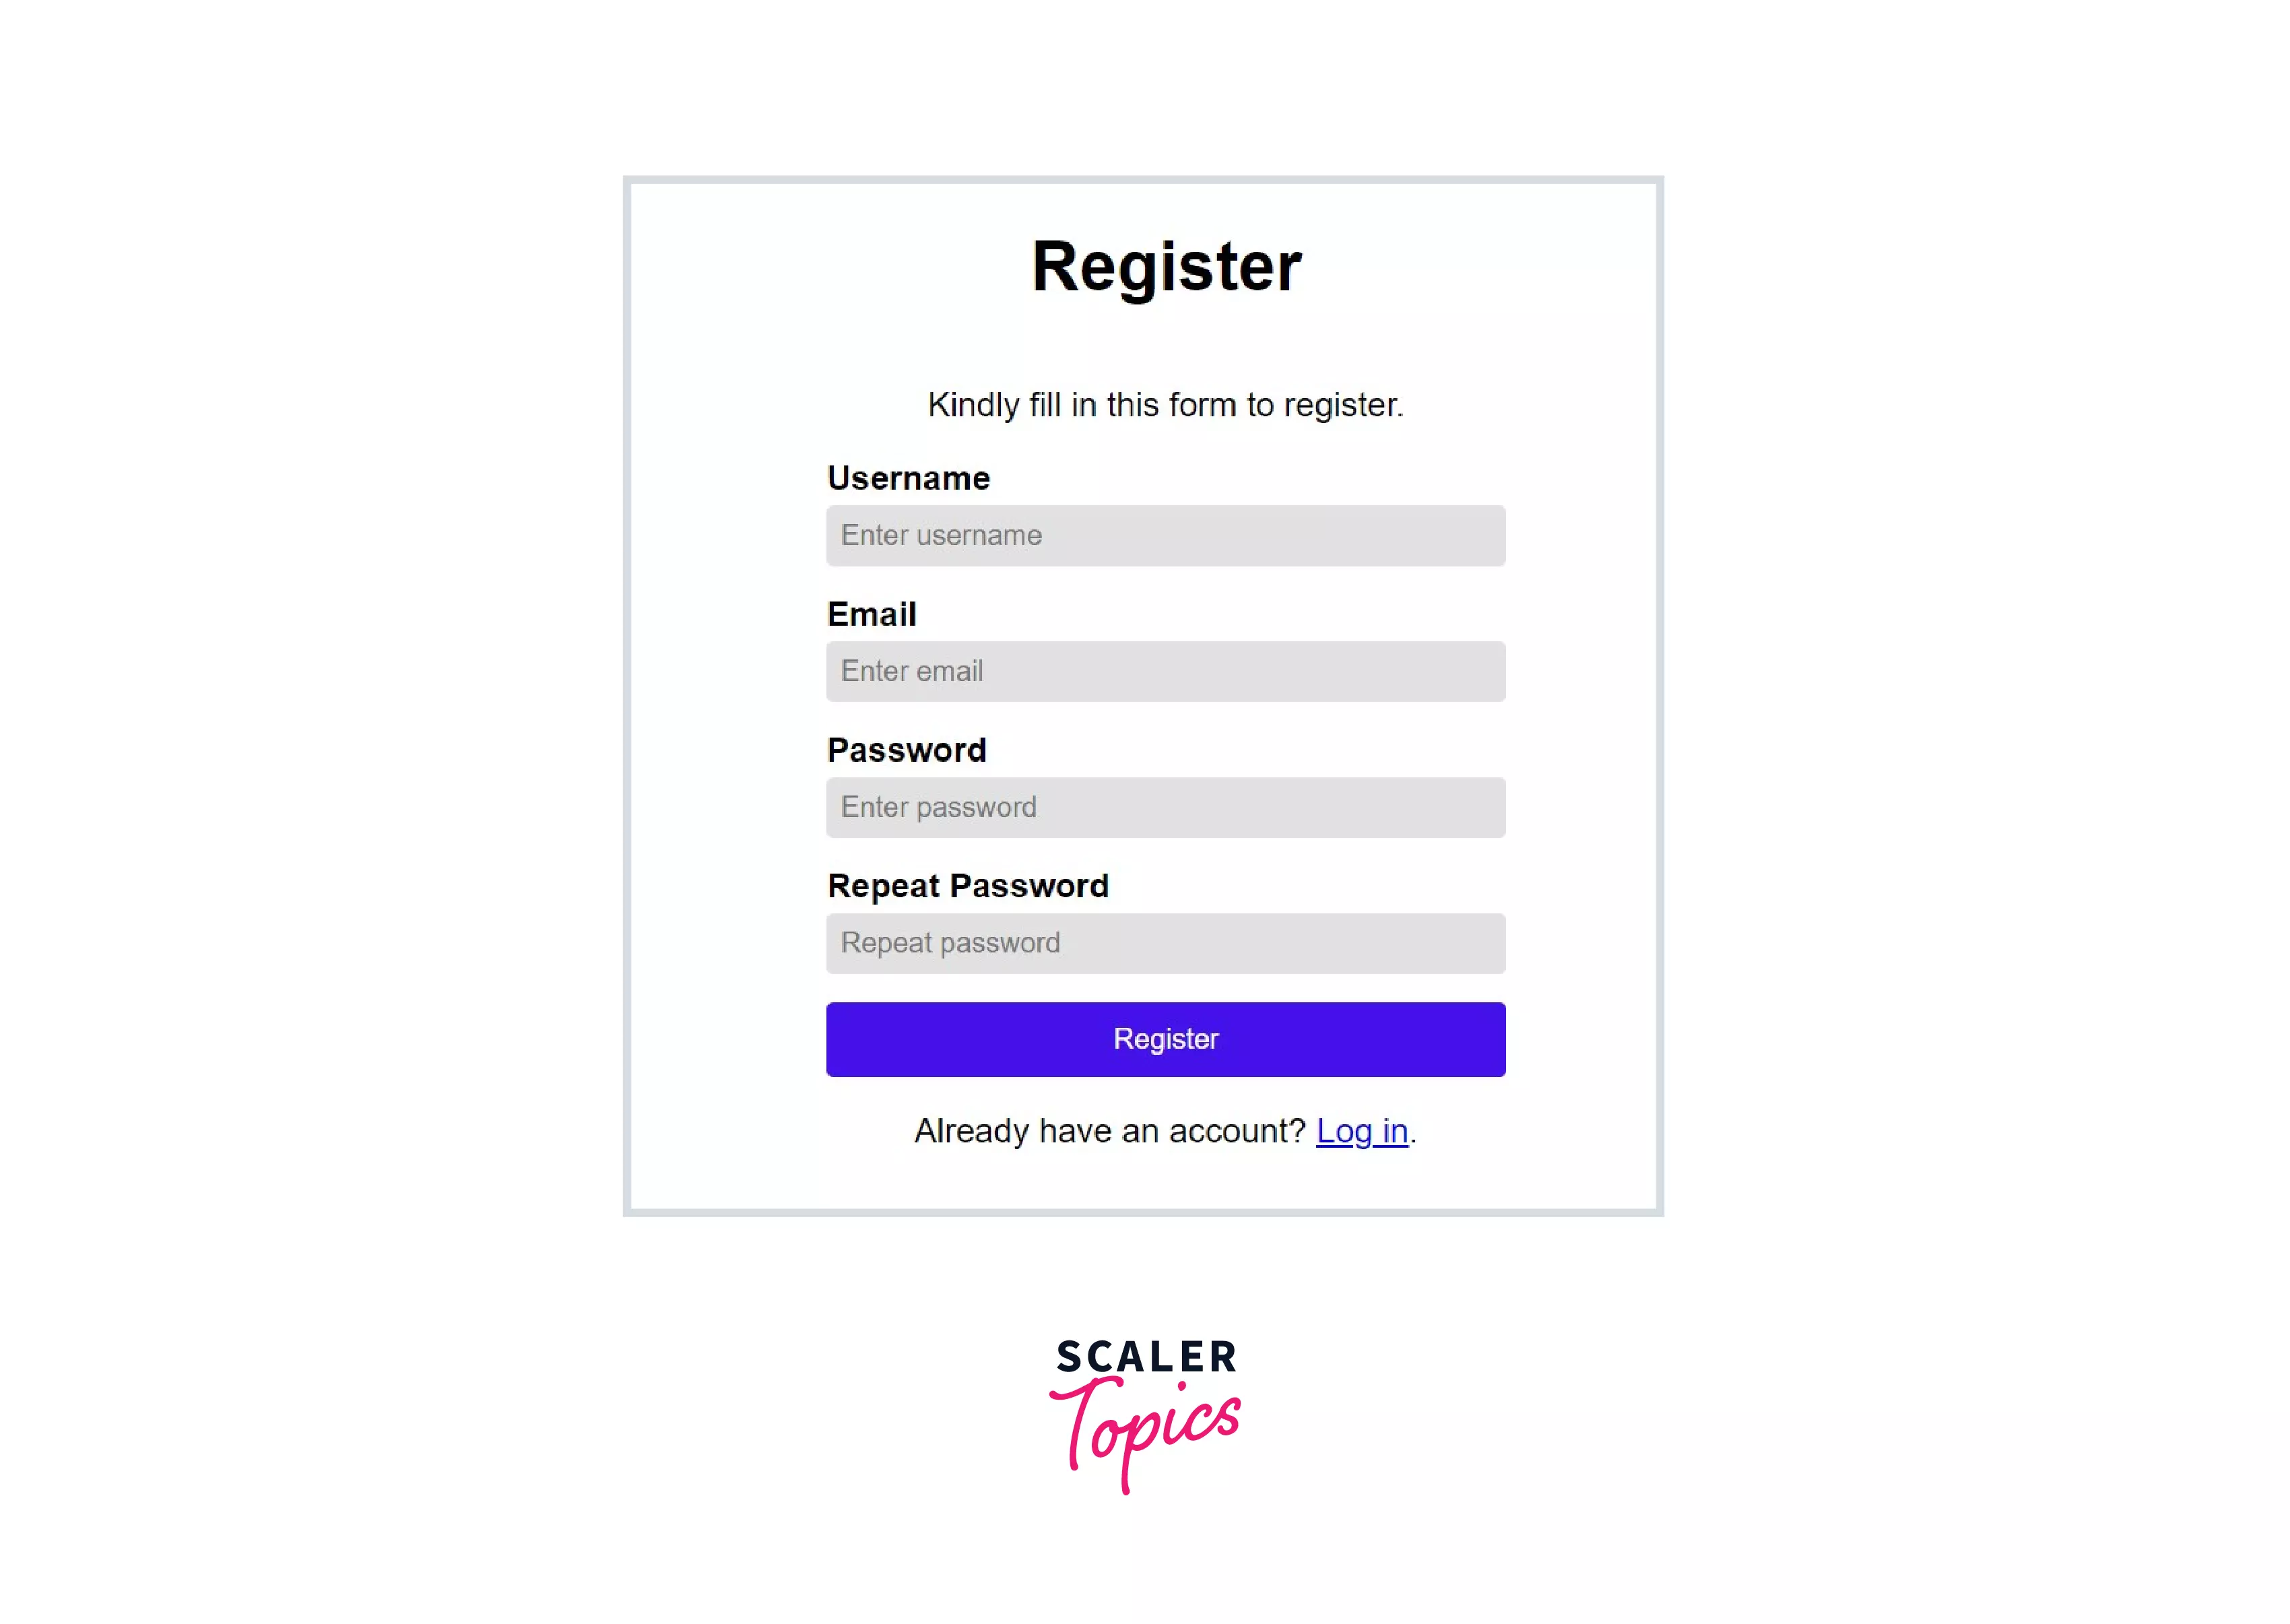 Register
Kindly fill in this form to register.
Username
Enter username
Email
Enter email
Password
Enter password
Repeat Password
Repeat password
Register
Already have an account? Log in.
SCALER
Topics